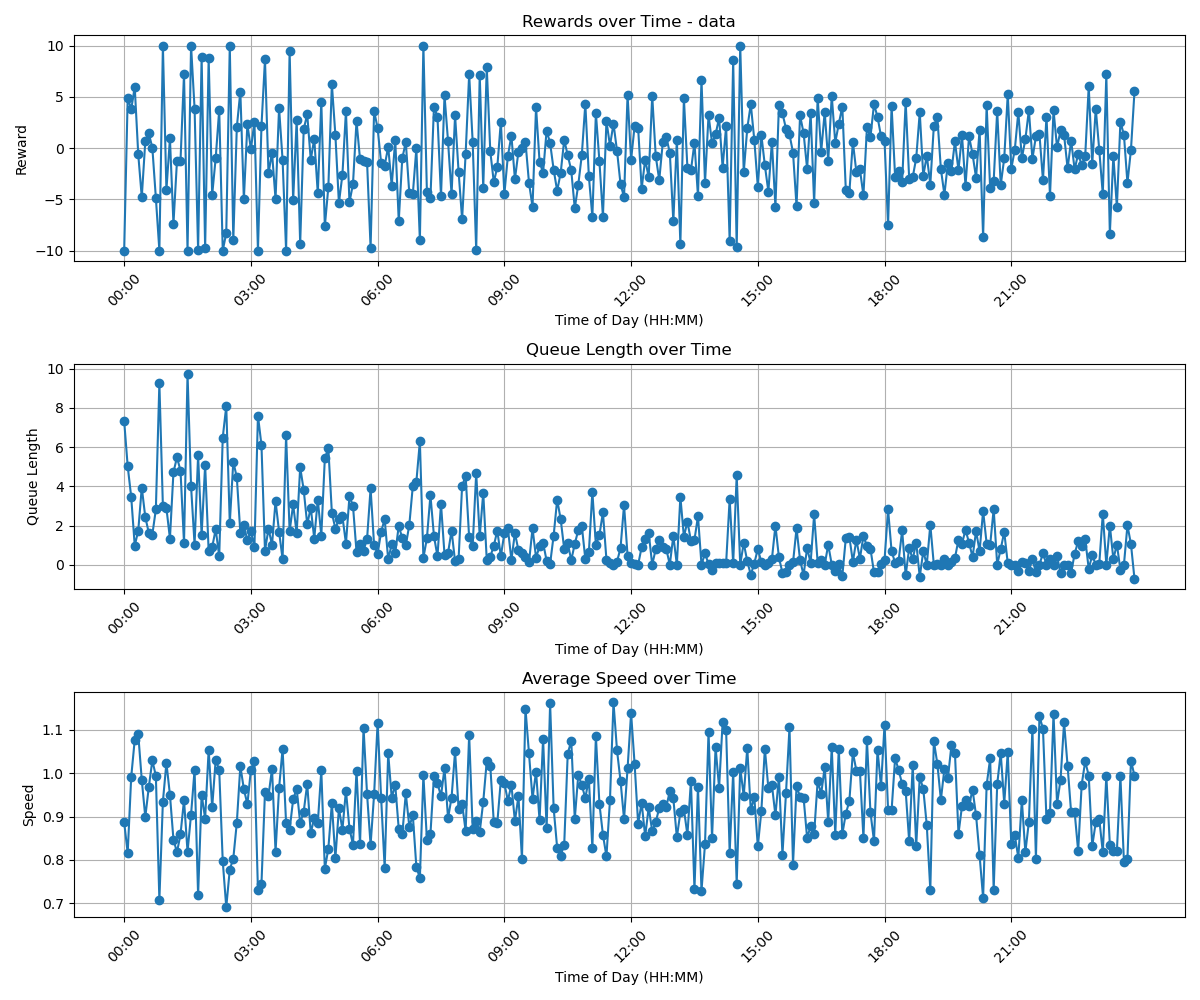 Rewards over Time - data
10
5
0
−5
−10
Reward
00:00 03:00 06:00 09:00 12:00 15:00 18:00 21:00
Time of Day (HH:MM)
Queue Length over Time
10
8
6
4
2
0
Queue Length
00:00 03:00 06:00 09:00 12:00 15:00 18:00 21:00
Time of Day (HH:MM)
Average Speed over Time
1.1
1.0
0.9
0.8
0.7
Speed
00:00 03:00 06:00 09:00 12:00 15:00 18:00 21:00
Time of Day (HH:MM)